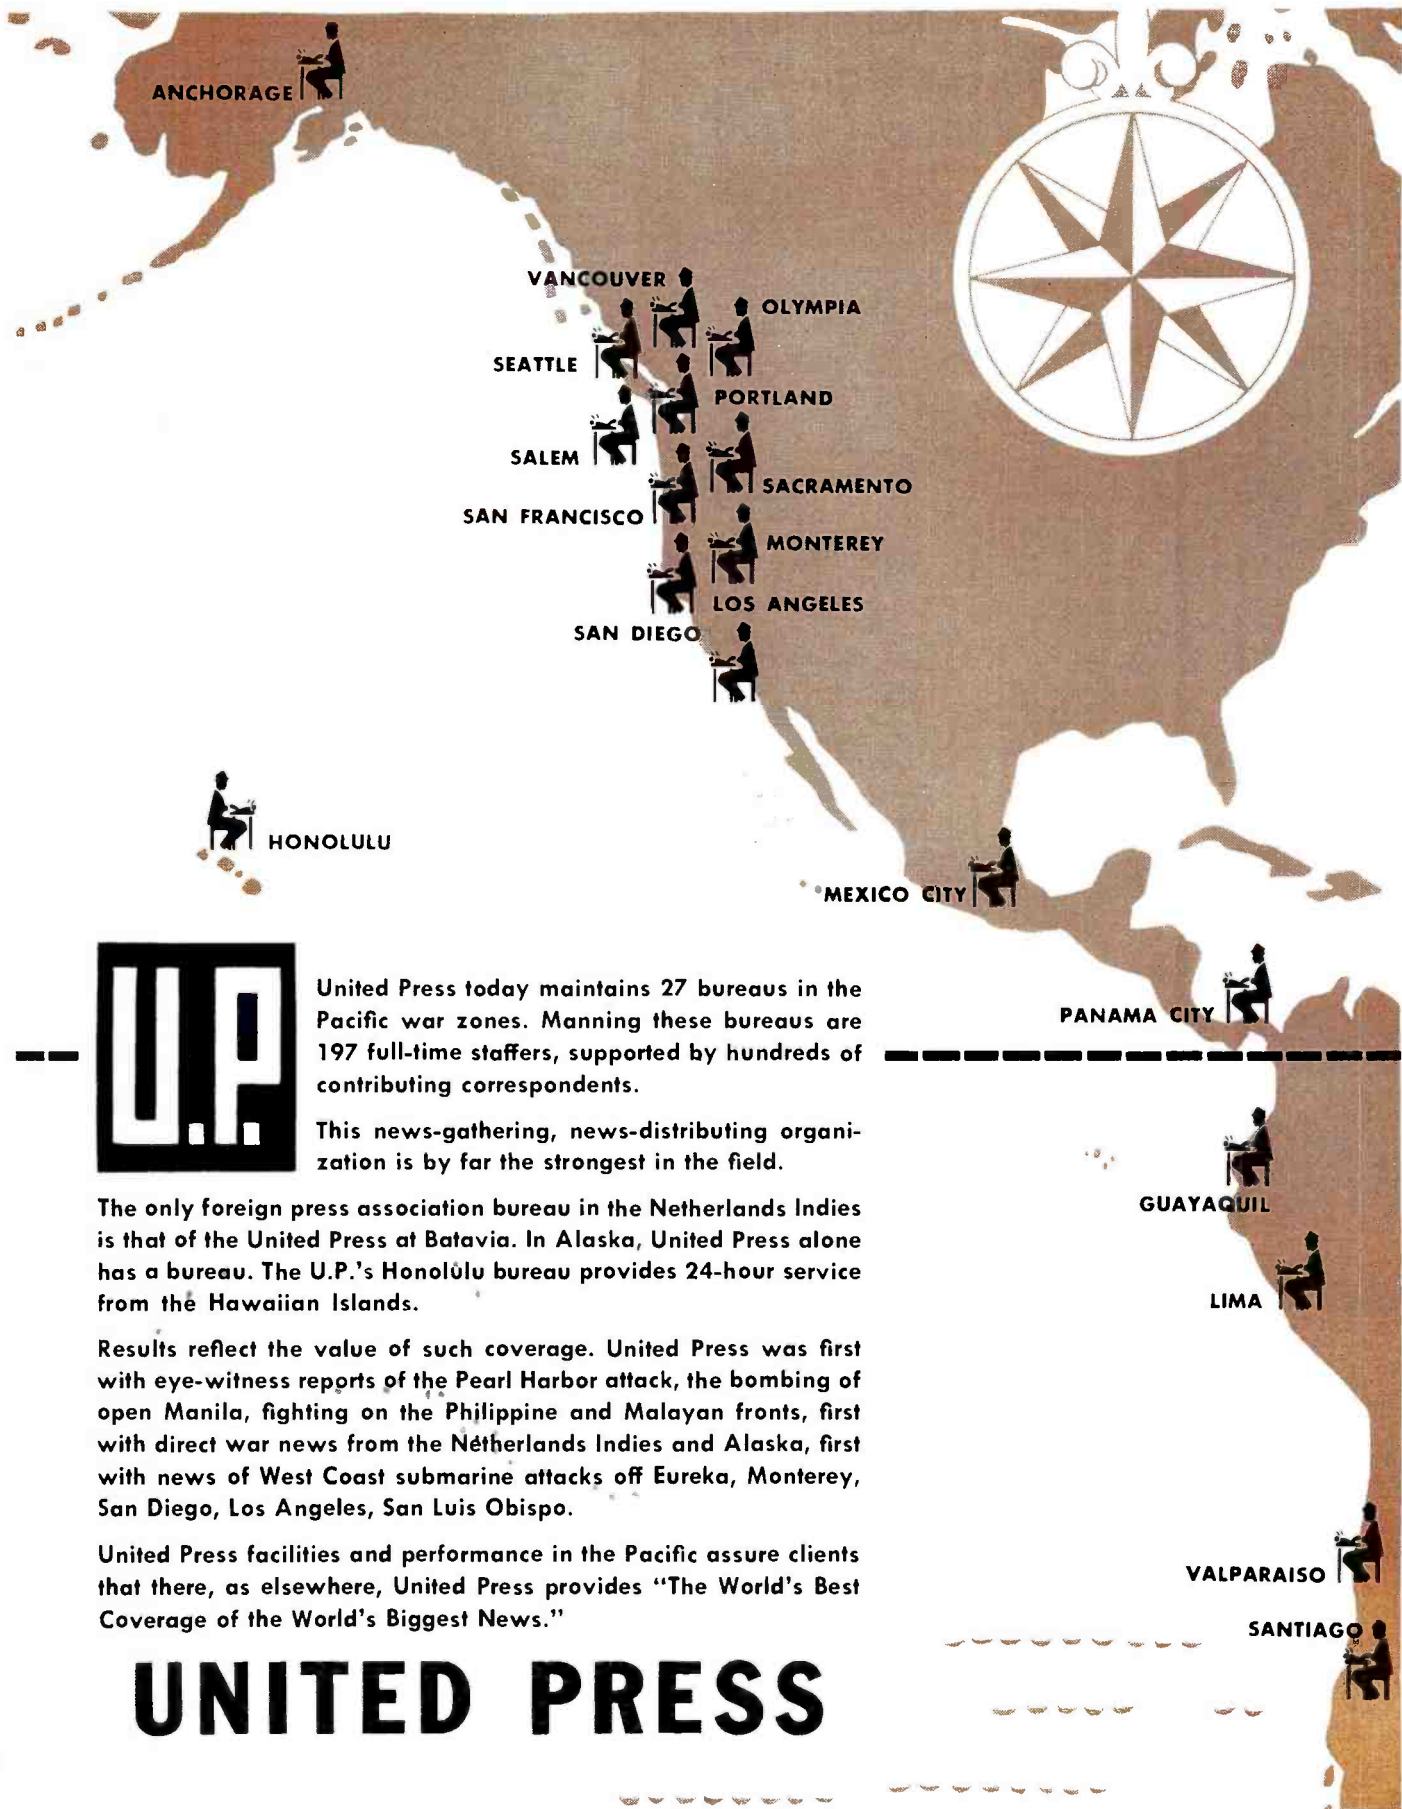 ANCHORAGE
VANCOUVER
OLYMPIA
SEATTLE
PORTLAND
SALEM
SACRAMENTO
SAN FRANCISCO
MONTEREY
LOS ANGELES
SAN DIEGO
HONOLULU
MEXICO CITY
PANAMA CITY
GUAYAQUIL
LIMA
VALPARAISO
SANTIAGO
U.P.
United Press today maintains 27 bureaus in the
Pacific war zones. Manning these bureaus are
197 full-time staffers, supported by hundreds of
contributing correspondents.
This news-gathering, news-distributing organi-
zation is by far the strongest in the field.
The only foreign press association bureau in the Netherlands Indies
is that of the United Press at Batavia. In Alaska, United Press alone
has a bureau. The U.P.'s Honolulu bureau provides 24-hour service
from the Hawaiian Islands.
Results reflect the value of such coverage. United Press was first
with eye-witness reports of the Pearl Harbor attack, the bombing of
open Manila, fighting on the Philippine and Malayan fronts, first
with direct war news from the Netherlands Indies and Alaska, first
with news of West Coast submarine attacks off Eureka, Monterey,
San Diego, Los Angeles, San Luis Obispo.
United Press facilities and performance in the Pacific assure clients
that there, as elsewhere, United Press provides "The World's Best
Coverage of the World's Biggest News."
UNITED PRESS